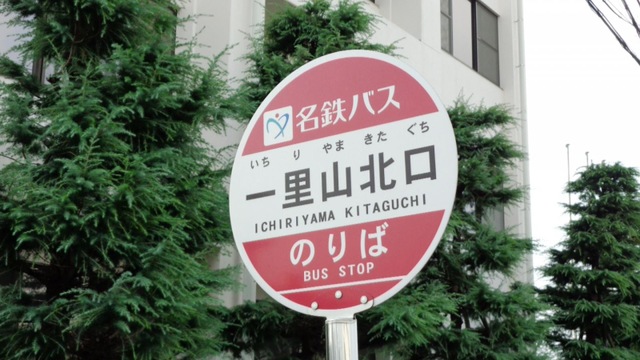 名鉄バス
いち り やま きた ぐち
一里山北口
ICHIRIYAMA KITAGUCHI
のりば
BUS STOP